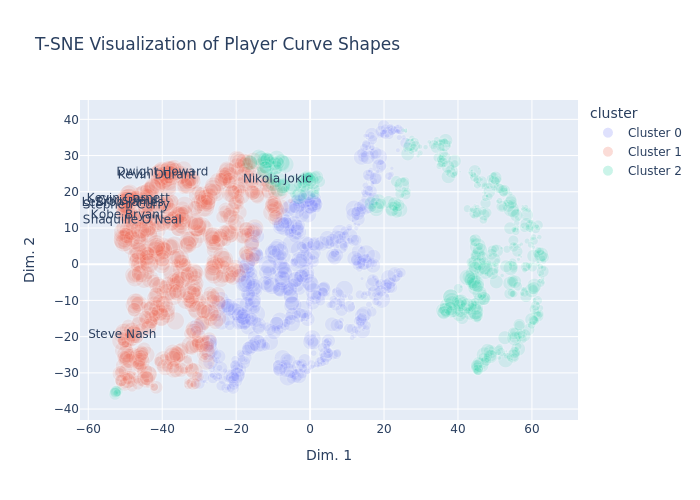 T-SNE Visualization of Player Curve Shapes
cluster
Cluster 0
Cluster 1
Cluster 2
Dwight Howard
Kevin Durant
Nikola Jokic
Kevin Garnett
Stephen Curry
Kobe Bryant
Shaquille O'Neal
Steve Nash
40
30
20
10
0
−10
−20
−30
−40
Dim. 2
−60
−40
−20
0
20
40
60
Dim. 1